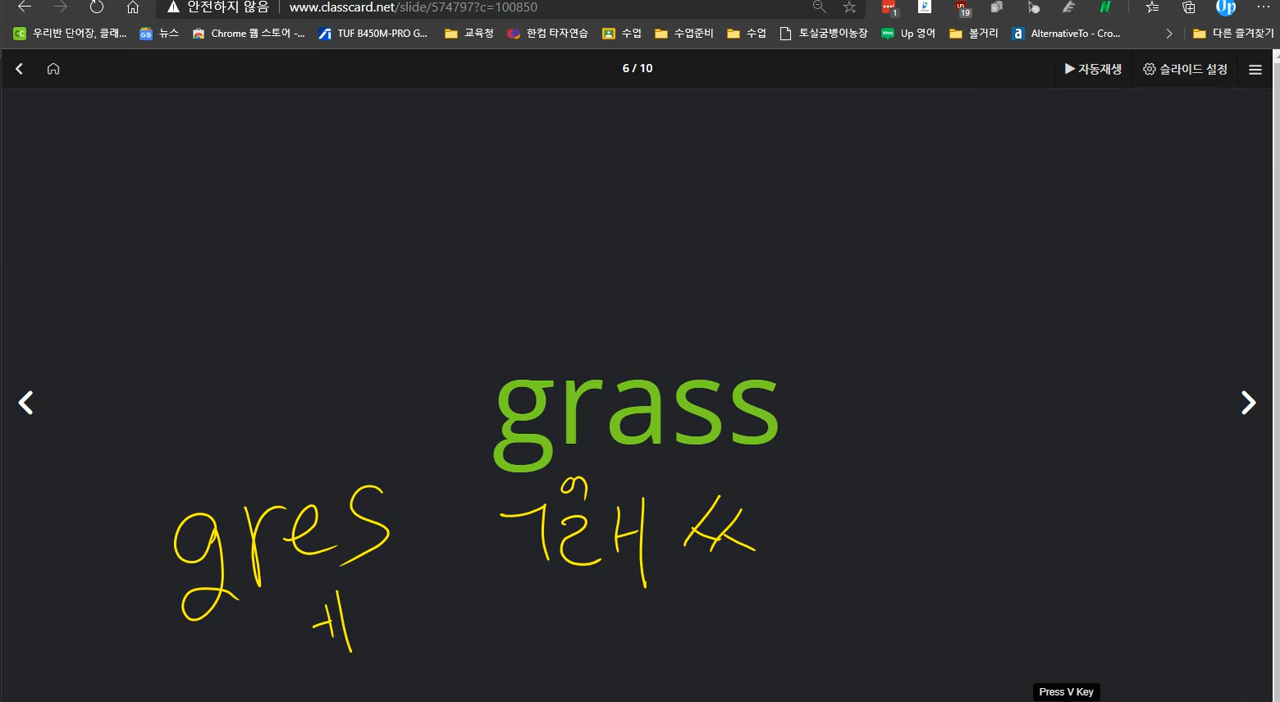 안전하지 않음 www.classcard.net/slide/574797?c=100850
1 19 Up
우리반 단어장, 클래... 뉴스 Chrome 웹 스토어 -... TUF B450M-PRO G... 교육청 한컴 타자연습 수업 수업준비 수업 토실굼벵이농장 Up 영어 볼거리 AlternativeTo - Cro... 다른 즐겨찾기
6 / 10 자동재생 슬라이드 설정
grass
gres ㄱㄹㅐㅆ
ㅔ
Press V Key